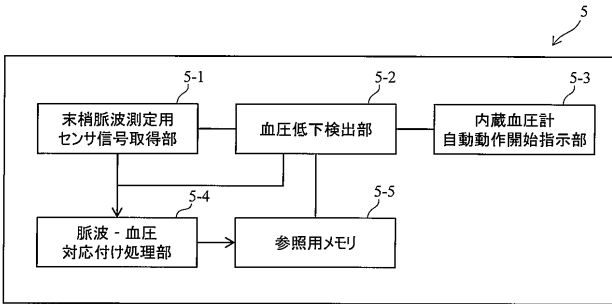 5
5-1
末梢脈波測定用
センサ信号取得部
5-2
血圧低下検出部
5-3
内蔵血圧計
自動動作開始指示部
5-4
脈波 - 血圧
対応付け処理部
5-5
参照用メモリ